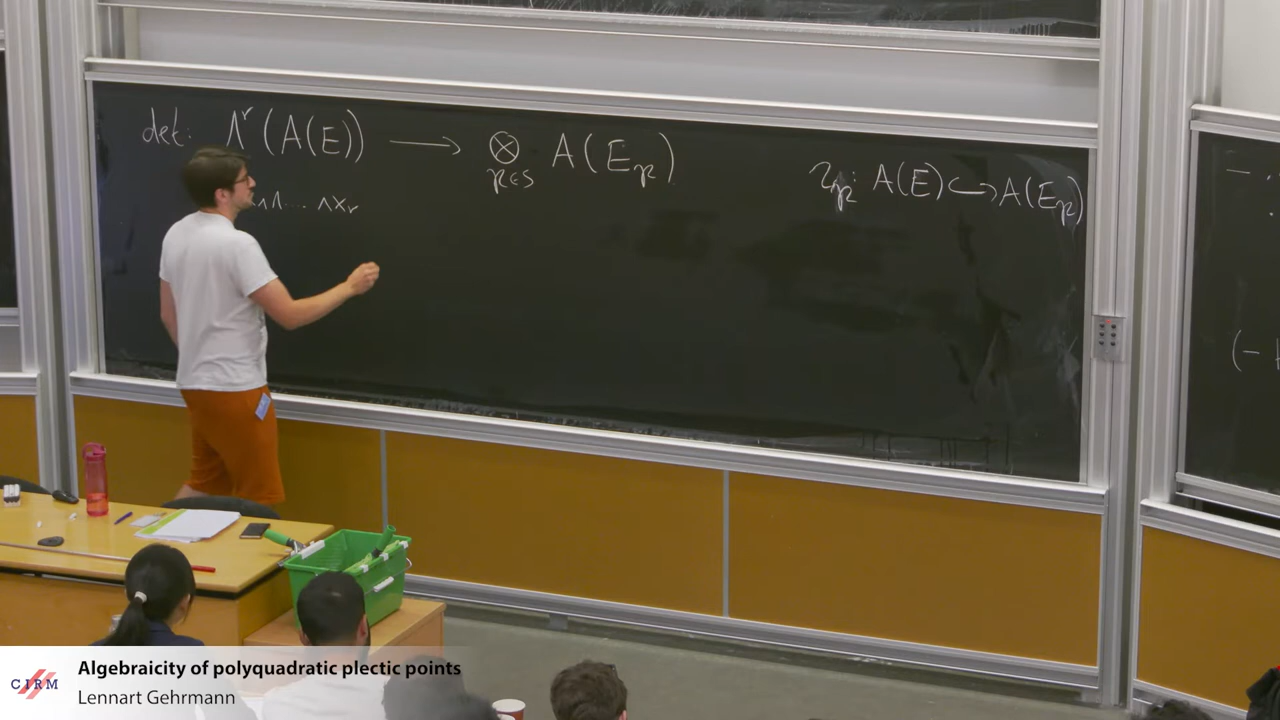 det: Λ^r (A(E)) ⟶ ⊗_{p∈S} A(E_p)
∧ ... ∧ x_r
ι_p: A(E) ↪ A(E_p)
(-
CIRM
Algebraicity of polyquadratic plectic points
Lennart Gehrmann